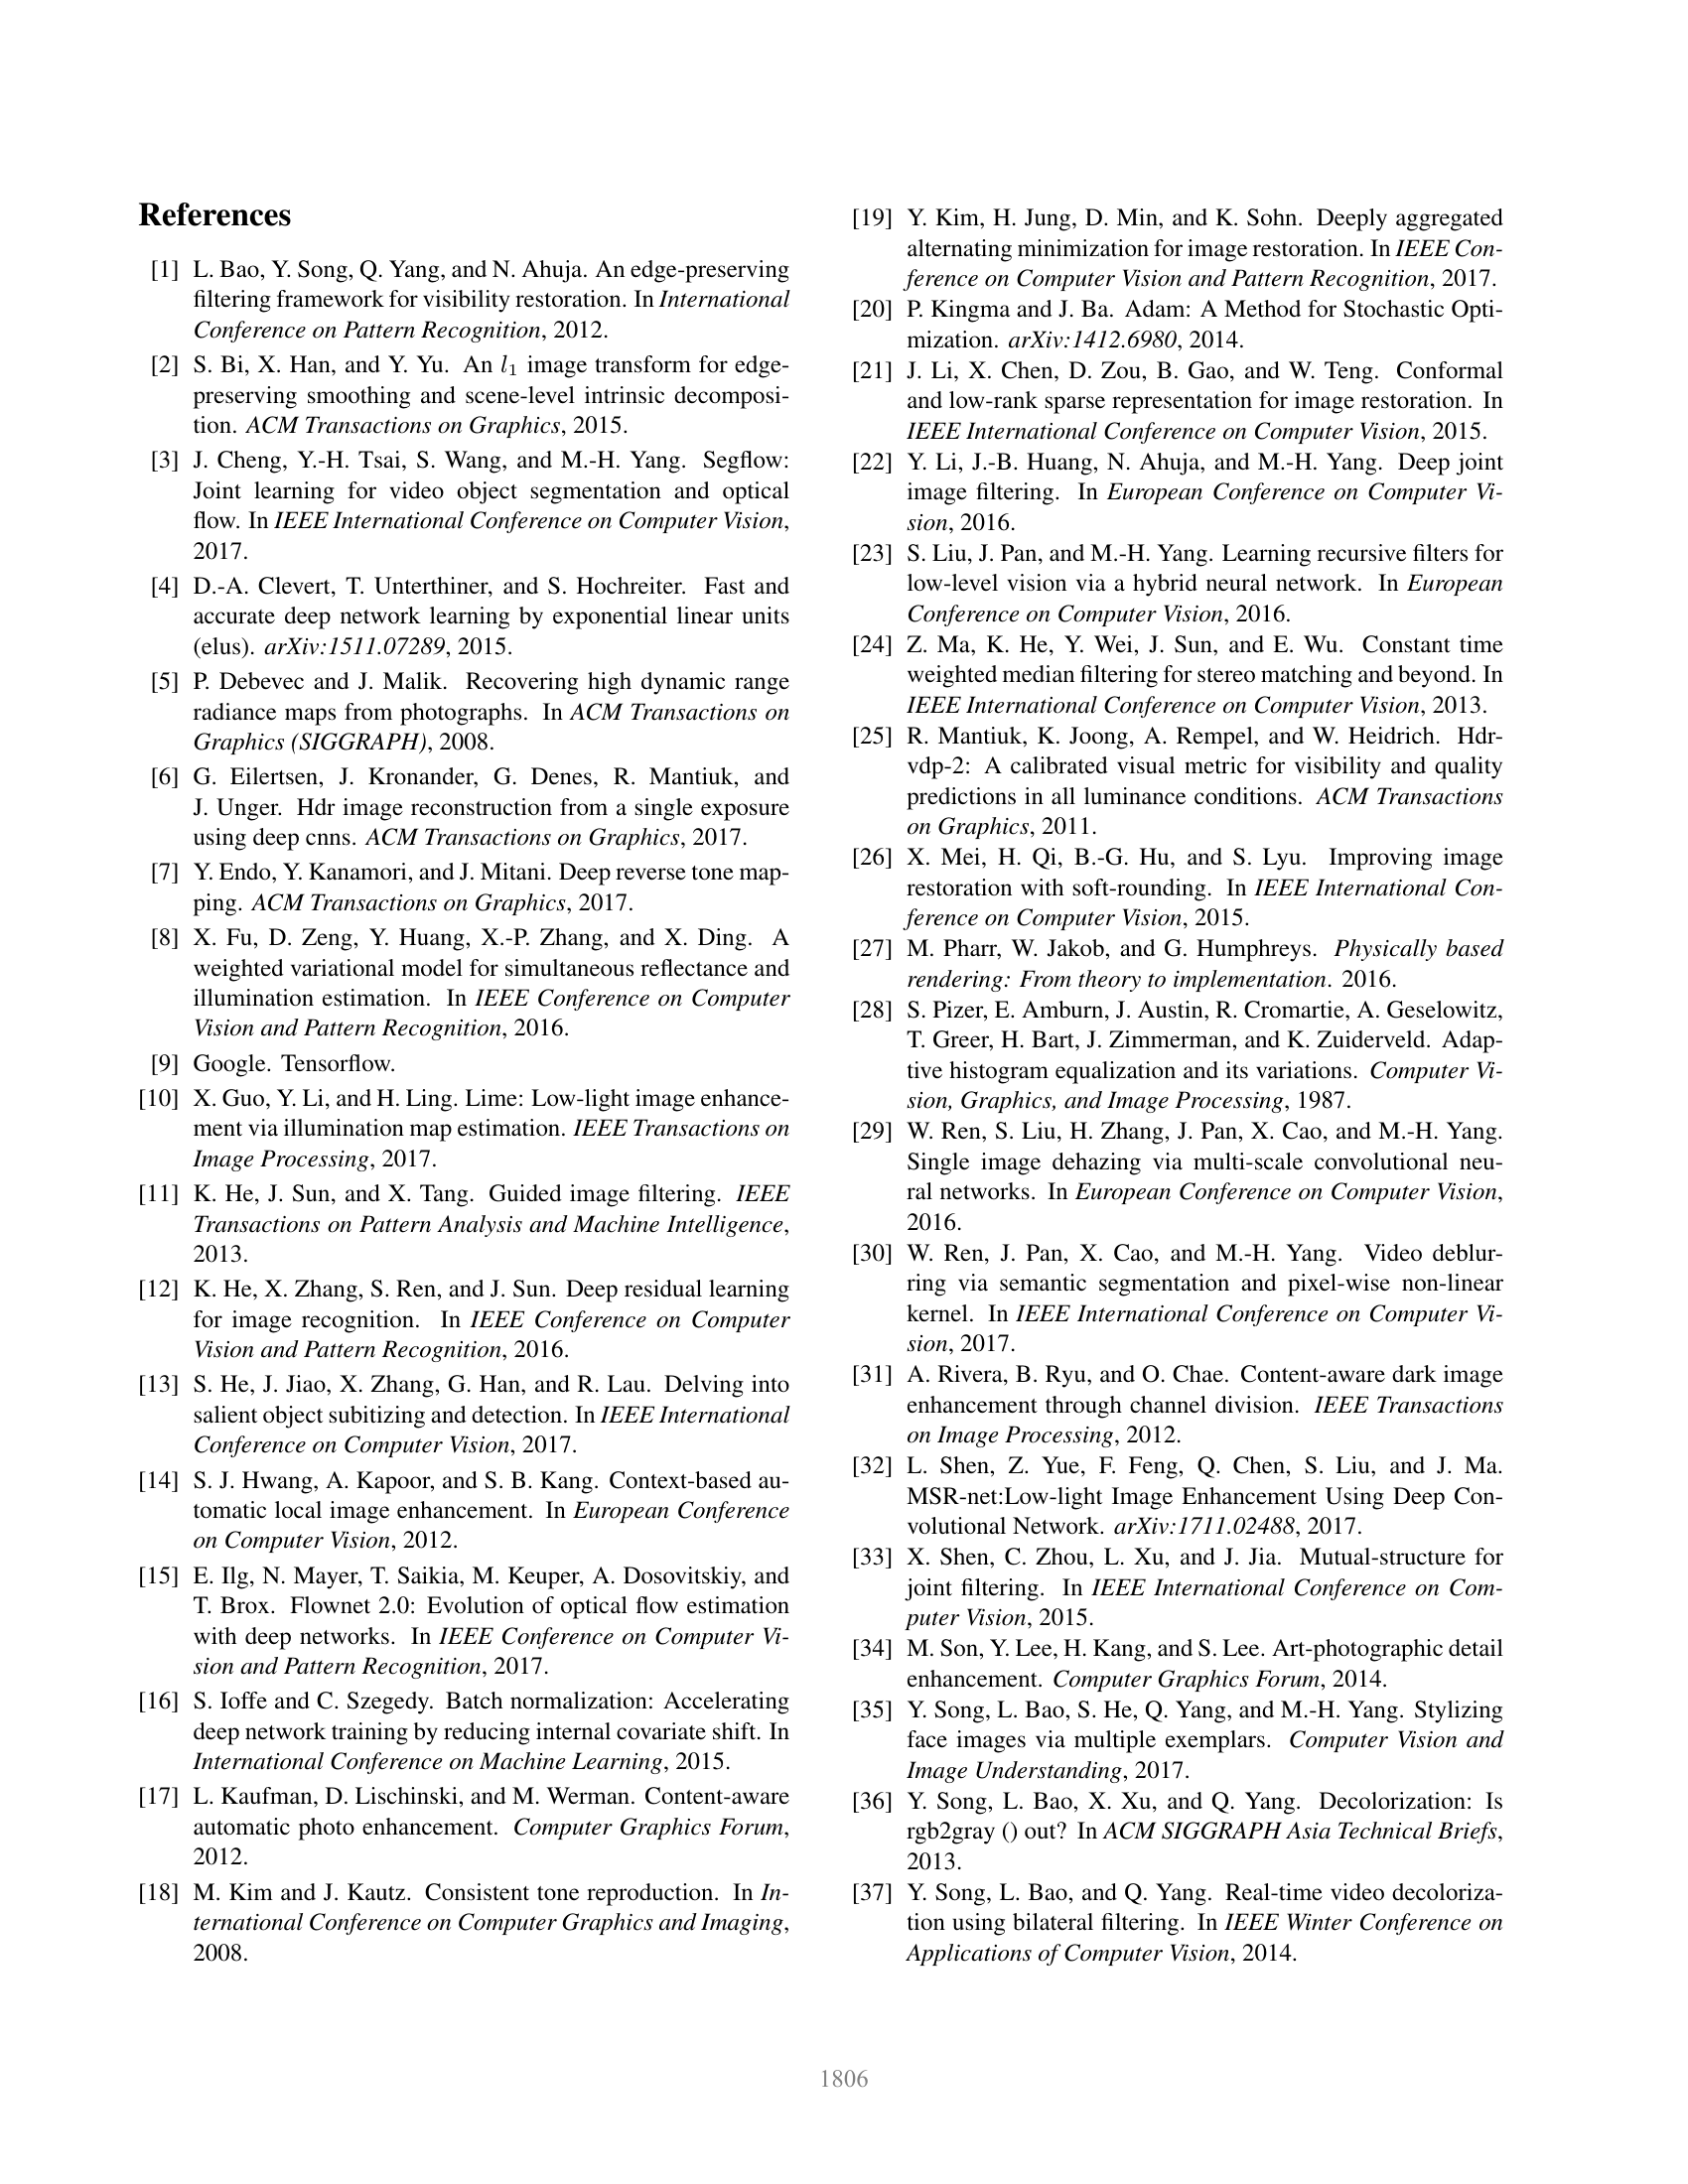 References
[1] L. Bao, Y. Song, Q. Yang, and N. Ahuja. An edge-preserving
filtering framework for visibility restoration. In International
Conference on Pattern Recognition, 2012.
[2] S. Bi, X. Han, and Y. Yu. An l1 image transform for edge-
preserving smoothing and scene-level intrinsic decomposi-
tion. ACM Transactions on Graphics, 2015.
[3] J. Cheng, Y.-H. Tsai, S. Wang, and M.-H. Yang. Segflow:
Joint learning for video object segmentation and optical
flow. In IEEE International Conference on Computer Vision,
2017.
[4] D.-A. Clevert, T. Unterthiner, and S. Hochreiter. Fast and
accurate deep network learning by exponential linear units
(elus). arXiv:1511.07289, 2015.
[5] P. Debevec and J. Malik. Recovering high dynamic range
radiance maps from photographs. In ACM Transactions on
Graphics (SIGGRAPH), 2008.
[6] G. Eilertsen, J. Kronander, G. Denes, R. Mantiuk, and
J. Unger. Hdr image reconstruction from a single exposure
using deep cnns. ACM Transactions on Graphics, 2017.
[7] Y. Endo, Y. Kanamori, and J. Mitani. Deep reverse tone map-
ping. ACM Transactions on Graphics, 2017.
[8] X. Fu, D. Zeng, Y. Huang, X.-P. Zhang, and X. Ding. A
weighted variational model for simultaneous reflectance and
illumination estimation. In IEEE Conference on Computer
Vision and Pattern Recognition, 2016.
[9] Google. Tensorflow.
[10] X. Guo, Y. Li, and H. Ling. Lime: Low-light image enhance-
ment via illumination map estimation. IEEE Transactions on
Image Processing, 2017.
[11] K. He, J. Sun, and X. Tang. Guided image filtering. IEEE
Transactions on Pattern Analysis and Machine Intelligence,
2013.
[12] K. He, X. Zhang, S. Ren, and J. Sun. Deep residual learning
for image recognition. In IEEE Conference on Computer
Vision and Pattern Recognition, 2016.
[13] S. He, J. Jiao, X. Zhang, G. Han, and R. Lau. Delving into
salient object subitizing and detection. In IEEE International
Conference on Computer Vision, 2017.
[14] S. J. Hwang, A. Kapoor, and S. B. Kang. Context-based au-
tomatic local image enhancement. In European Conference
on Computer Vision, 2012.
[15] E. Ilg, N. Mayer, T. Saikia, M. Keuper, A. Dosovitskiy, and
T. Brox. Flownet 2.0: Evolution of optical flow estimation
with deep networks. In IEEE Conference on Computer Vi-
sion and Pattern Recognition, 2017.
[16] S. Ioffe and C. Szegedy. Batch normalization: Accelerating
deep network training by reducing internal covariate shift. In
International Conference on Machine Learning, 2015.
[17] L. Kaufman, D. Lischinski, and M. Werman. Content-aware
automatic photo enhancement. Computer Graphics Forum,
2012.
[18] M. Kim and J. Kautz. Consistent tone reproduction. In In-
ternational Conference on Computer Graphics and Imaging,
2008.
[19] Y. Kim, H. Jung, D. Min, and K. Sohn. Deeply aggregated
alternating minimization for image restoration. In IEEE Con-
ference on Computer Vision and Pattern Recognition, 2017.
[20] P. Kingma and J. Ba. Adam: A Method for Stochastic Opti-
mization. arXiv:1412.6980, 2014.
[21] J. Li, X. Chen, D. Zou, B. Gao, and W. Teng. Conformal
and low-rank sparse representation for image restoration. In
IEEE International Conference on Computer Vision, 2015.
[22] Y. Li, J.-B. Huang, N. Ahuja, and M.-H. Yang. Deep joint
image filtering. In European Conference on Computer Vi-
sion, 2016.
[23] S. Liu, J. Pan, and M.-H. Yang. Learning recursive filters for
low-level vision via a hybrid neural network. In European
Conference on Computer Vision, 2016.
[24] Z. Ma, K. He, Y. Wei, J. Sun, and E. Wu. Constant time
weighted median filtering for stereo matching and beyond. In
IEEE International Conference on Computer Vision, 2013.
[25] R. Mantiuk, K. Joong, A. Rempel, and W. Heidrich. Hdr-
vdp-2: A calibrated visual metric for visibility and quality
predictions in all luminance conditions. ACM Transactions
on Graphics, 2011.
[26] X. Mei, H. Qi, B.-G. Hu, and S. Lyu. Improving image
restoration with soft-rounding. In IEEE International Con-
ference on Computer Vision, 2015.
[27] M. Pharr, W. Jakob, and G. Humphreys. Physically based
rendering: From theory to implementation. 2016.
[28] S. Pizer, E. Amburn, J. Austin, R. Cromartie, A. Geselowitz,
T. Greer, H. Bart, J. Zimmerman, and K. Zuiderveld. Adap-
tive histogram equalization and its variations. Computer Vi-
sion, Graphics, and Image Processing, 1987.
[29] W. Ren, S. Liu, H. Zhang, J. Pan, X. Cao, and M.-H. Yang.
Single image dehazing via multi-scale convolutional neu-
ral networks. In European Conference on Computer Vision,
2016.
[30] W. Ren, J. Pan, X. Cao, and M.-H. Yang. Video deblur-
ring via semantic segmentation and pixel-wise non-linear
kernel. In IEEE International Conference on Computer Vi-
sion, 2017.
[31] A. Rivera, B. Ryu, and O. Chae. Content-aware dark image
enhancement through channel division. IEEE Transactions
on Image Processing, 2012.
[32] L. Shen, Z. Yue, F. Feng, Q. Chen, S. Liu, and J. Ma.
MSR-net:Low-light Image Enhancement Using Deep Con-
volutional Network. arXiv:1711.02488, 2017.
[33] X. Shen, C. Zhou, L. Xu, and J. Jia. Mutual-structure for
joint filtering. In IEEE International Conference on Com-
puter Vision, 2015.
[34] M. Son, Y. Lee, H. Kang, and S. Lee. Art-photographic detail
enhancement. Computer Graphics Forum, 2014.
[35] Y. Song, L. Bao, S. He, Q. Yang, and M.-H. Yang. Stylizing
face images via multiple exemplars. Computer Vision and
Image Understanding, 2017.
[36] Y. Song, L. Bao, X. Xu, and Q. Yang. Decolorization: Is
rgb2gray () out? In ACM SIGGRAPH Asia Technical Briefs,
2013.
[37] Y. Song, L. Bao, and Q. Yang. Real-time video decoloriza-
tion using bilateral filtering. In IEEE Winter Conference on
Applications of Computer Vision, 2014.
1806